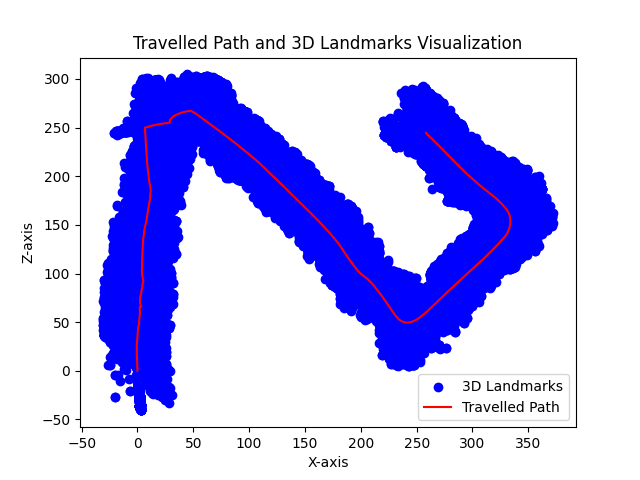 Travelled Path and 3D Landmarks Visualization
300
250
200
150
100
50
0
−50
Z-axis
−50 0 50 100 150 200 250 300 350
X-axis
3D Landmarks
Travelled Path